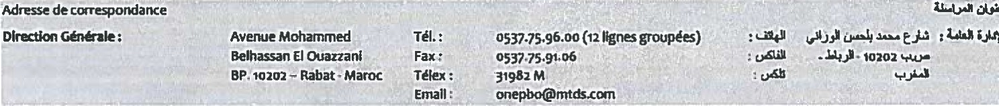 Adresse de correspondance عنوان المراسلة
Direction Générale : Avenue Mohammed Tél. : 0537.75.96.00 (12 lignes groupées) الهاتف : شارع محمد بلحسن الوزاني الإدارة العامة :
Belhassan El Ouazzani Fax : 0537.75.91.06 الفاكس : ص.ب 10202 - الرباط -
BP. 10202 – Rabat - Maroc Télex : 31982 M تلكس : المغرب
Email : onepbo@mtds.com